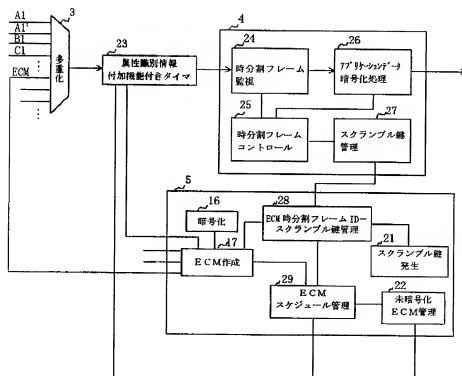 A1
A1'
B1
C1
ECM
3
多重化
23
異性識別情報
付加機能付きタイマ
4
24
時分割フレーム
監視
26
アプリケーションデータ
暗号化処理
25
時分割フレーム
コントロール
27
スクランブル鍵
管理
5
16
暗号化
17
ECM作成
28
ECM時分割フレームID−
スクランブル鍵管理
21
スクランブル鍵
発生
29
ECM
スケジュール管理
22
未暗号化
ECM管理